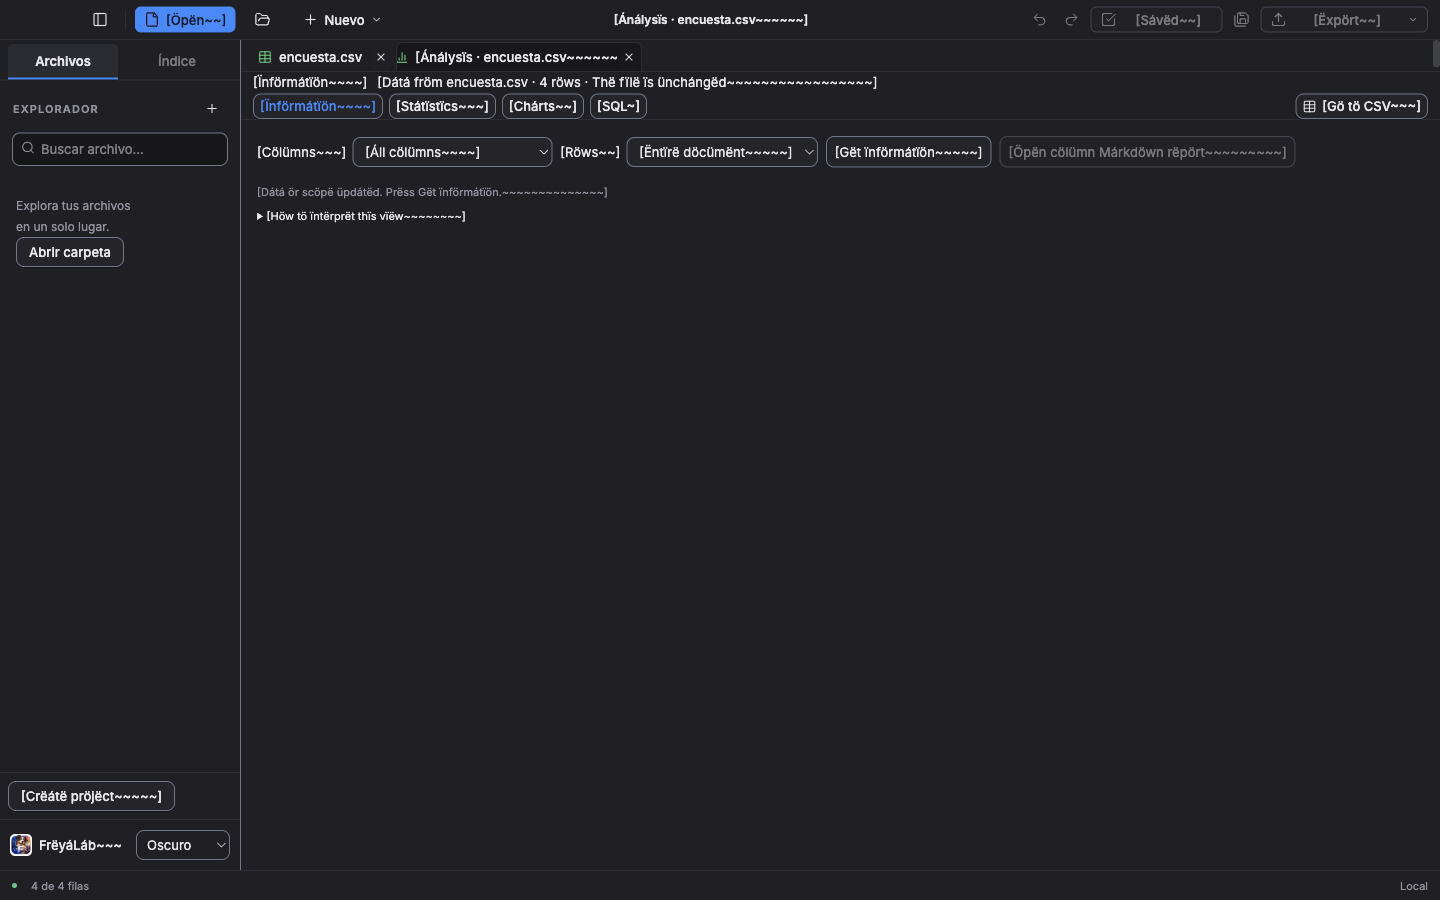 [Öpën~~]
Nuevo
[Ánálysïs · encuesta.csv~~~~~~]
[Sávëd~~]
[Ëxpört~~]
Archivos
Índice
encuesta.csv
[Ánálysïs · encuesta.csv~~~~~~
[Ïnförmátïön~~~~] [Dátá fröm encuesta.csv · 4 röws · Thë fïlë ïs ünchángëd~~~~~~~~~~~~~~~~~]
[Ïnförmátïön~~~~]
[Státïstïcs~~~]
[Chárts~~]
[SQL~]
[Gö tö CSV~~~]
EXPLORADOR
Buscar archivo...
[Cölümns~~~]
[Áll cölümns~~~~]
[Röws~~]
[Ëntïrë döcümënt~~~~~]
[Gët ïnförmátïön~~~~~]
[Öpën cölümn Márkdöwn rëpört~~~~~~~~~]
[Dátá ör scöpë üpdátëd. Prëss Gët ïnförmátïön.~~~~~~~~~~~~~~]
[Höw tö ïntërprët thïs vïëw~~~~~~~~]
Explora tus archivos
en un solo lugar.
Abrir carpeta
[Crëátë pröjëct~~~~~]
FrëyáLáb~~~
Oscuro
4 de 4 filas
Local